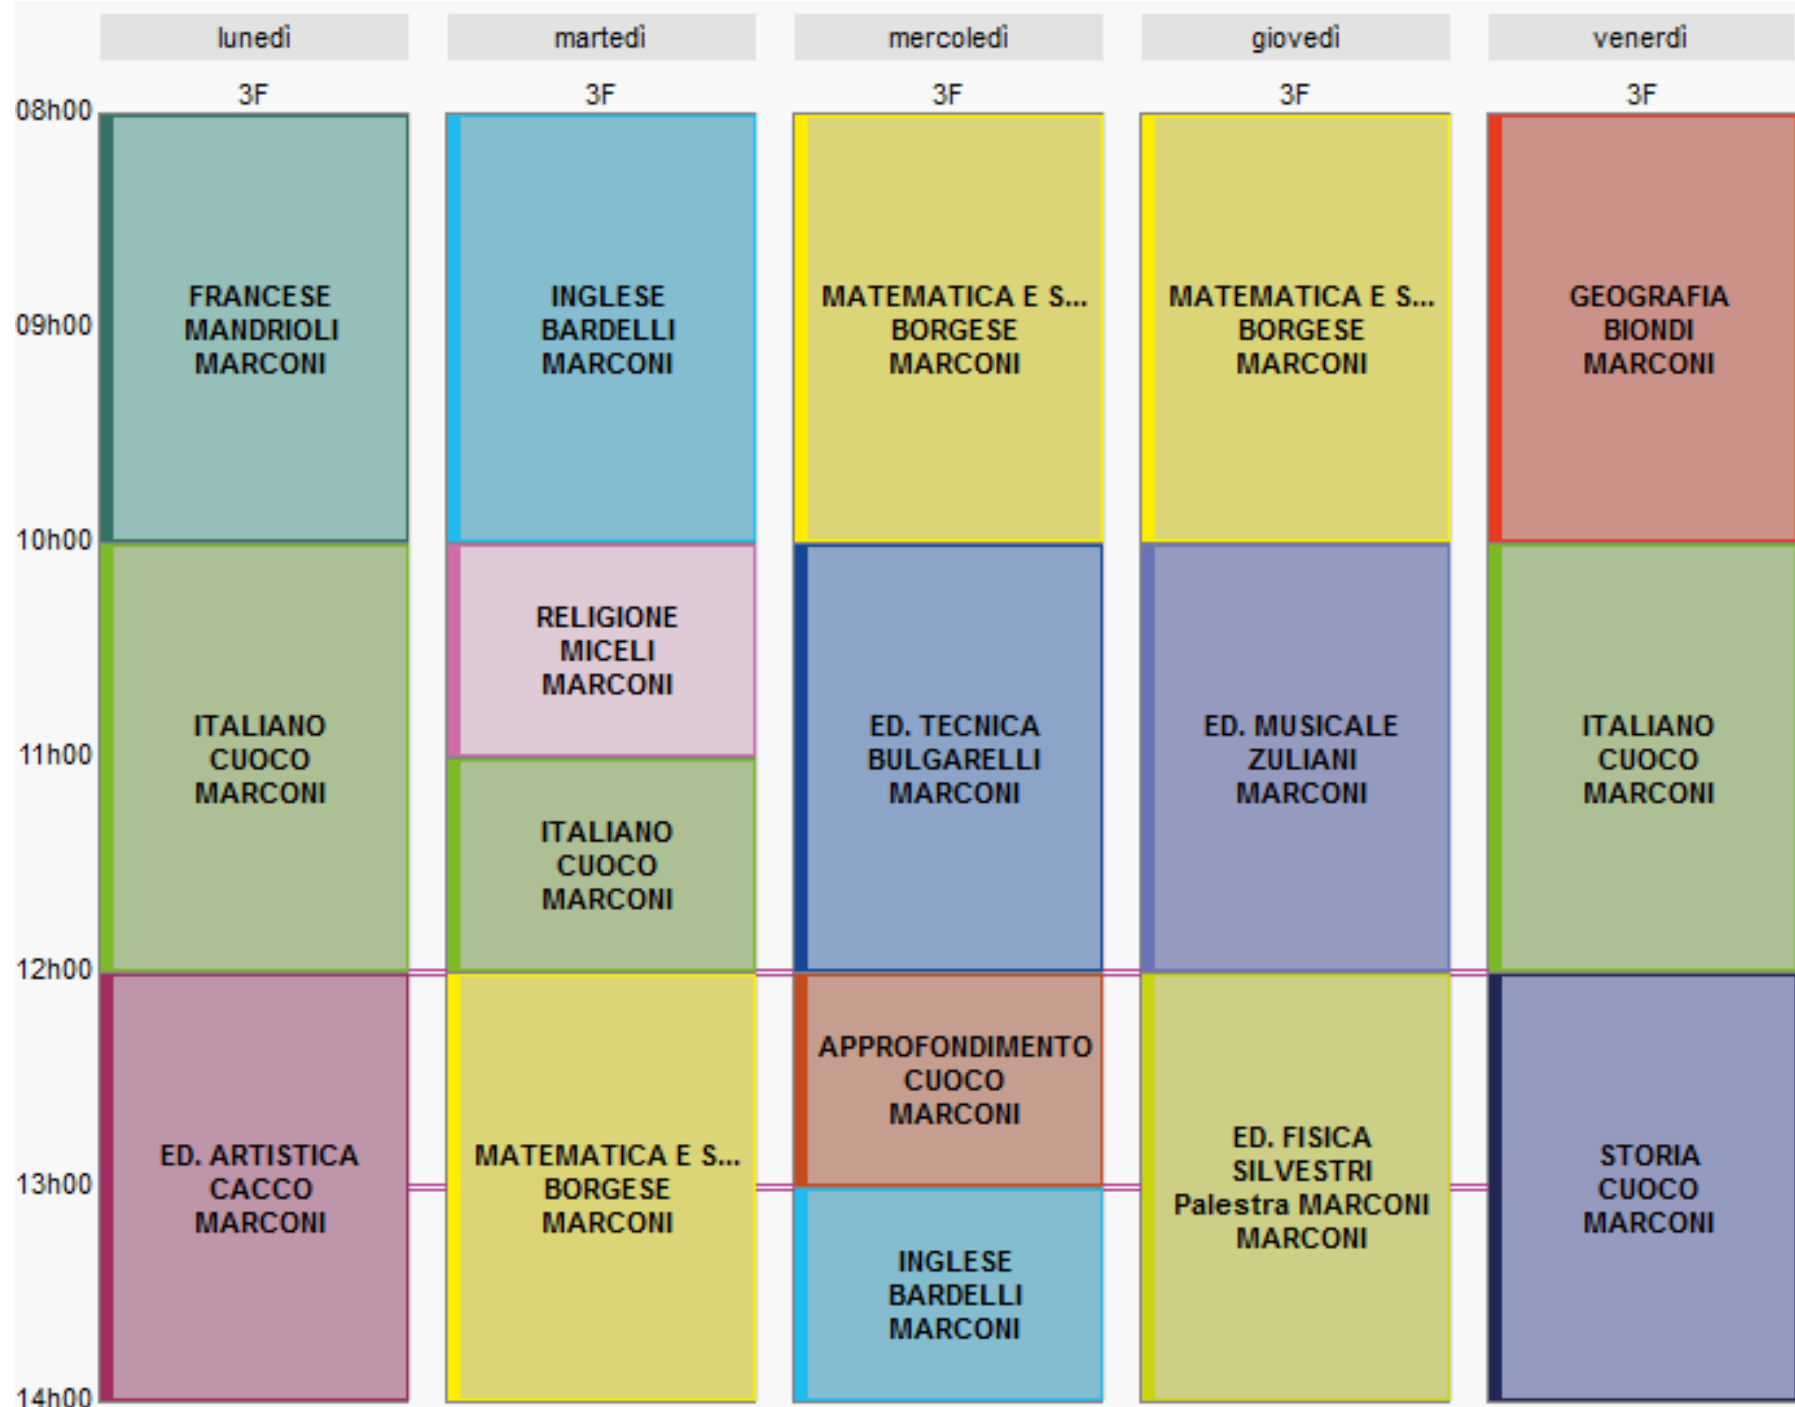 lunedì
martedì
mercoledì
giovedì
venerdì
3F
3F
3F
3F
3F
08h00
09h00
10h00
11h00
12h00
13h00
14h00
FRANCESE
MANDRIOLI
MARCONI
ITALIANO
CUOCO
MARCONI
ED. ARTISTICA
CACCO
MARCONI
INGLESE
BARDELLI
MARCONI
RELIGIONE
MICELI
MARCONI
ITALIANO
CUOCO
MARCONI
MATEMATICA E S...
BORGESE
MARCONI
MATEMATICA E S...
BORGESE
MARCONI
ED. TECNICA
BULGARELLI
MARCONI
APPROFONDIMENTO
CUOCO
MARCONI
INGLESE
BARDELLI
MARCONI
MATEMATICA E S...
BORGESE
MARCONI
ED. MUSICALE
ZULIANI
MARCONI
ED. FISICA
SILVESTRI
Palestra MARCONI
MARCONI
GEOGRAFIA
BIONDI
MARCONI
ITALIANO
CUOCO
MARCONI
STORIA
CUOCO
MARCONI